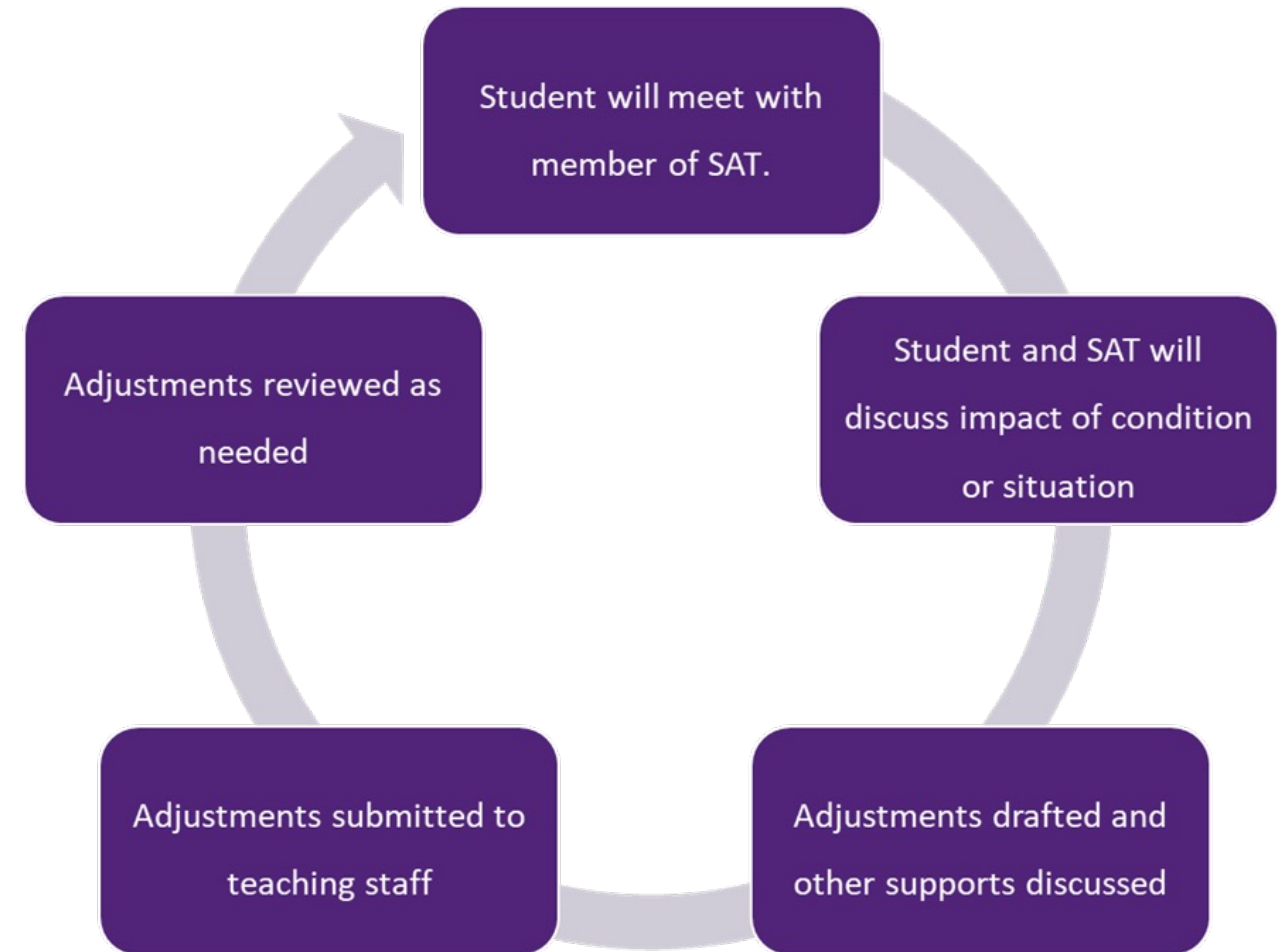 Student will meet with
member of SAT.
Student and SAT will
discuss impact of condition
or situation
Adjustments drafted and
other supports discussed
Adjustments submitted to
teaching staff
Adjustments reviewed as
needed